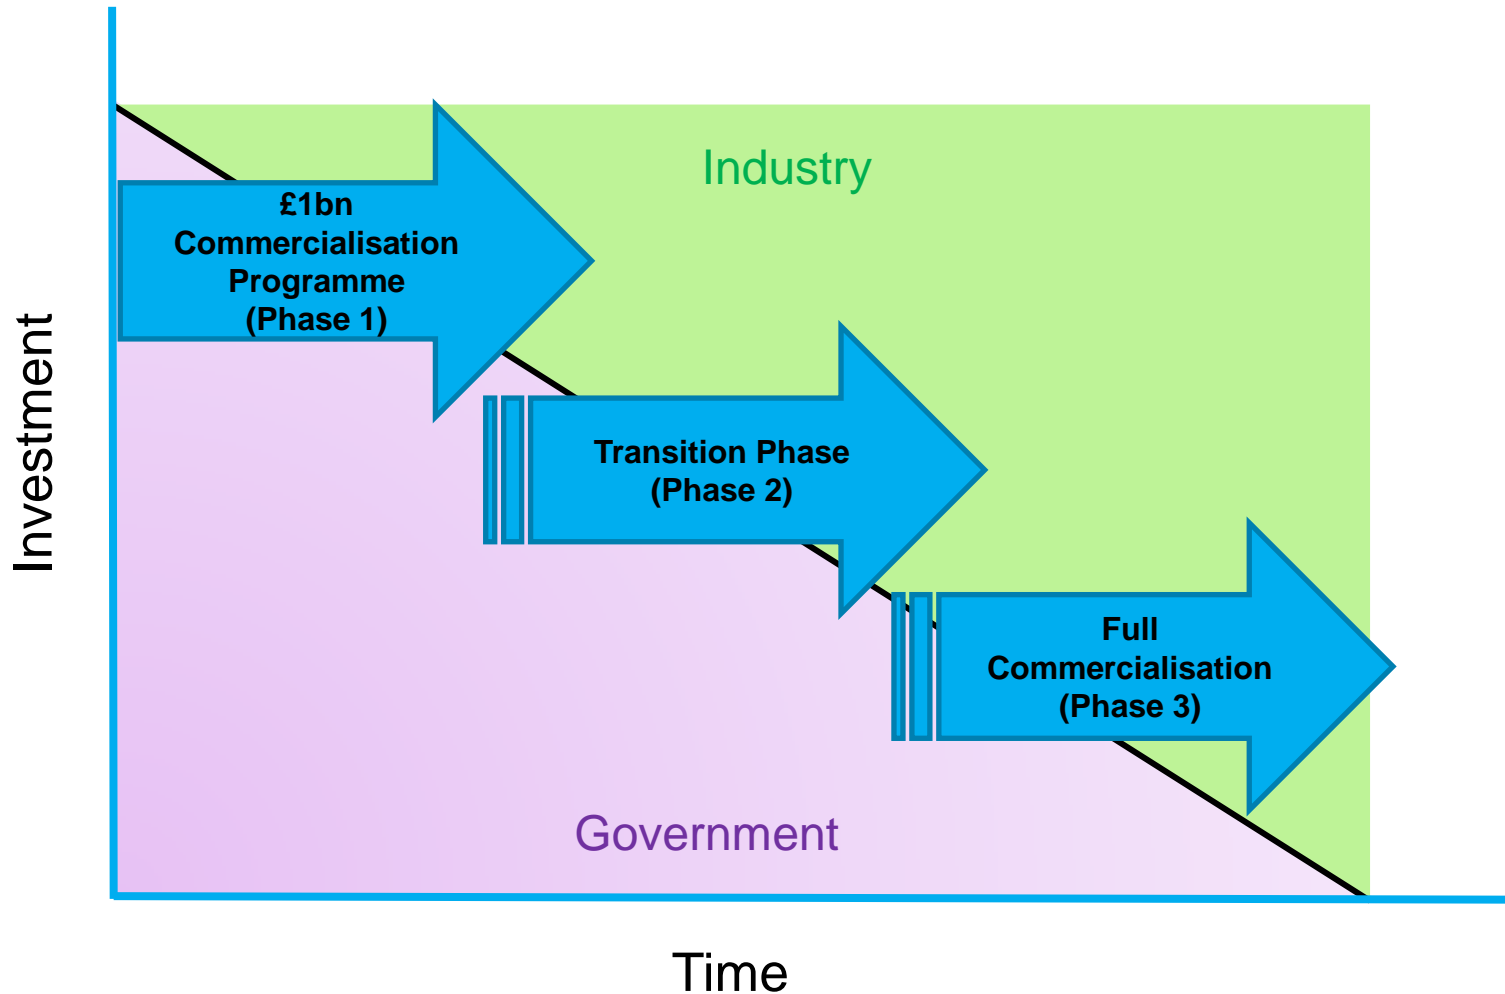 Industry
£1bn
Commercialisation
Programme
(Phase 1)
Investment
Transition Phase
(Phase 2)
Full
Commercialisation
(Phase 3)
Government
Time